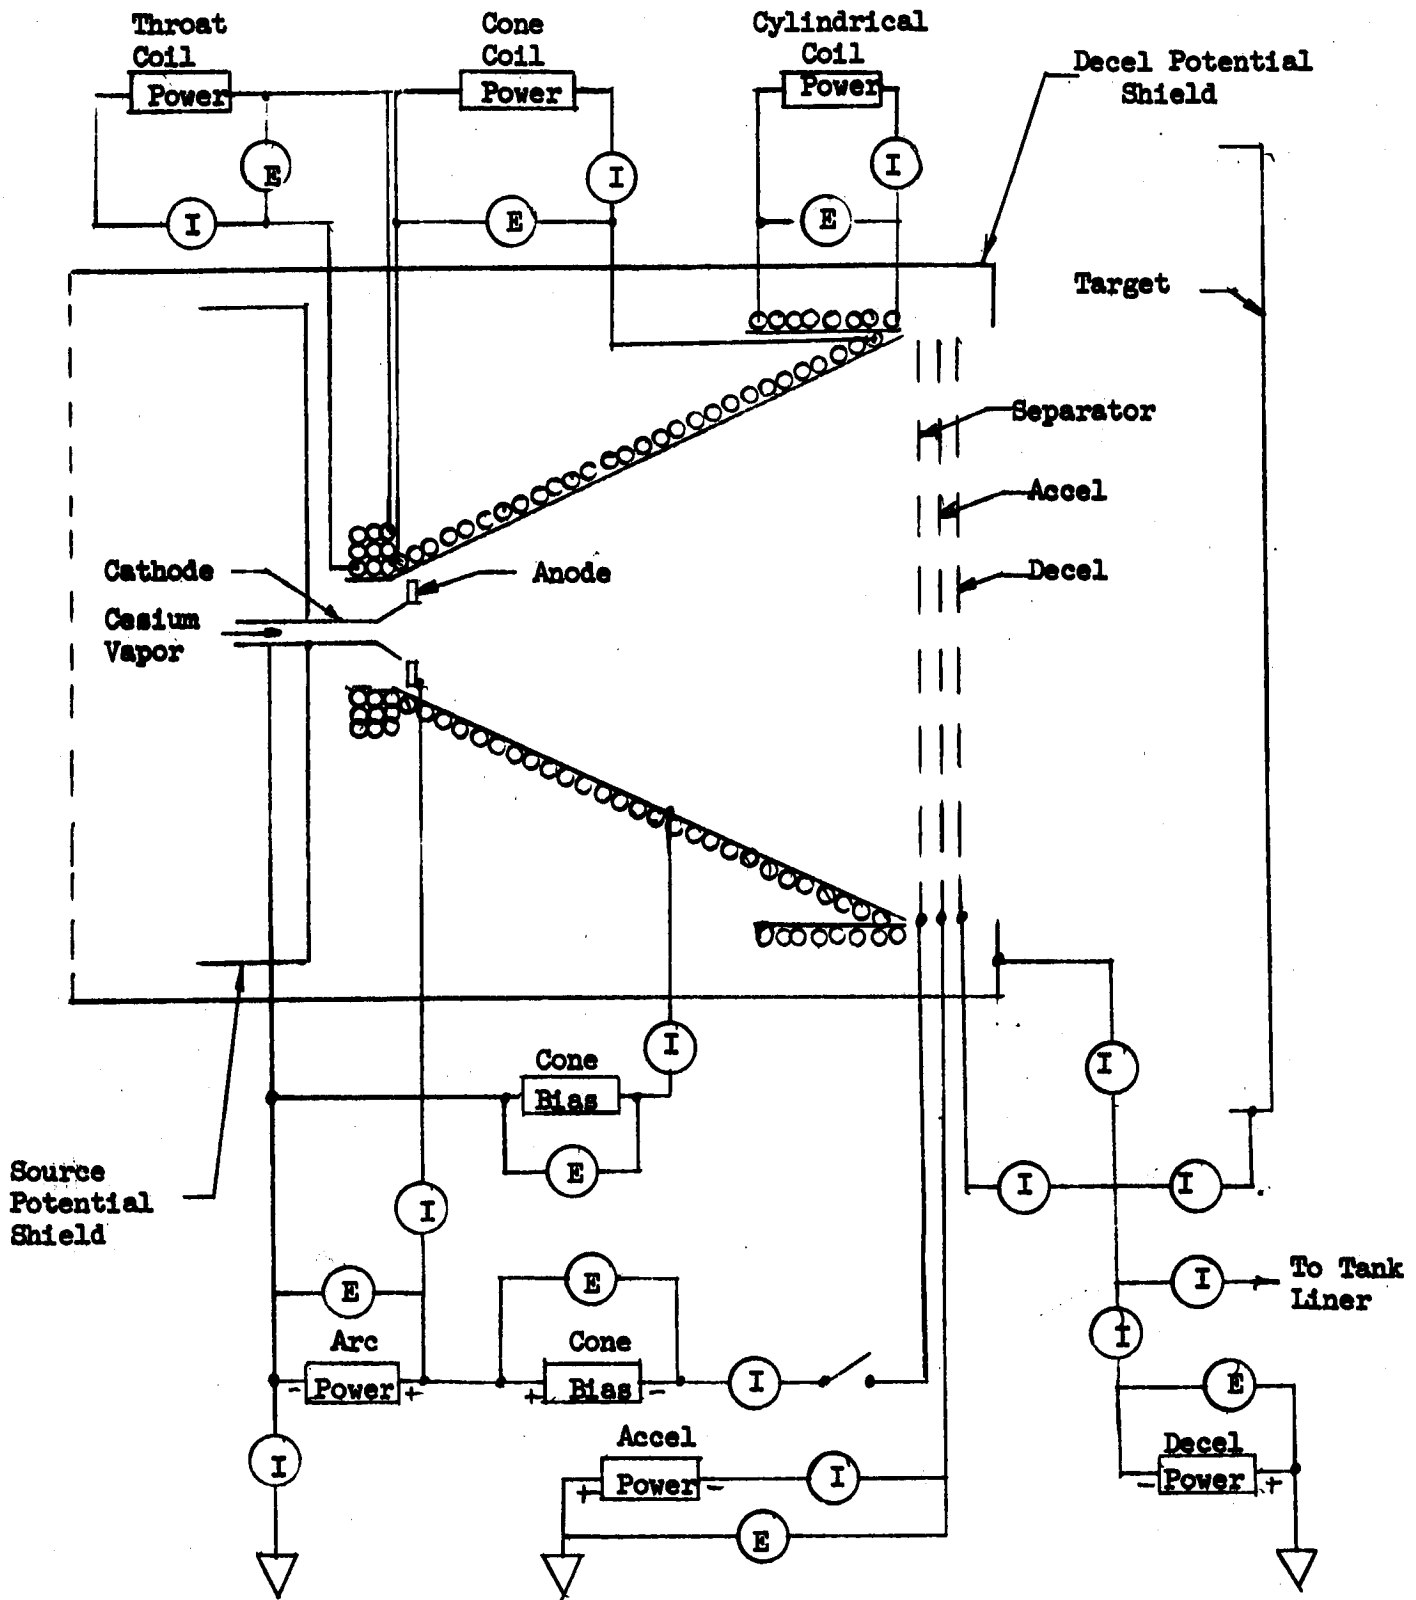 Throat
Coil
Power
Cone
Coil
Power
Cylindrical
Coil
Power
Decel Potential
Shield
E
I
I
E
I
E
Target
Separator
Accel
Decel
Cathode
Anode
Cesium
Vapor
I
Cone
Bias
E
I
I
I
Source
Potential
Shield
I
E
E
I
To Tank
Liner
I
Arc
- Power +
Cone
+ Bias -
I
E
Decel
- Power +
I
Accel
+ Power -
I
E